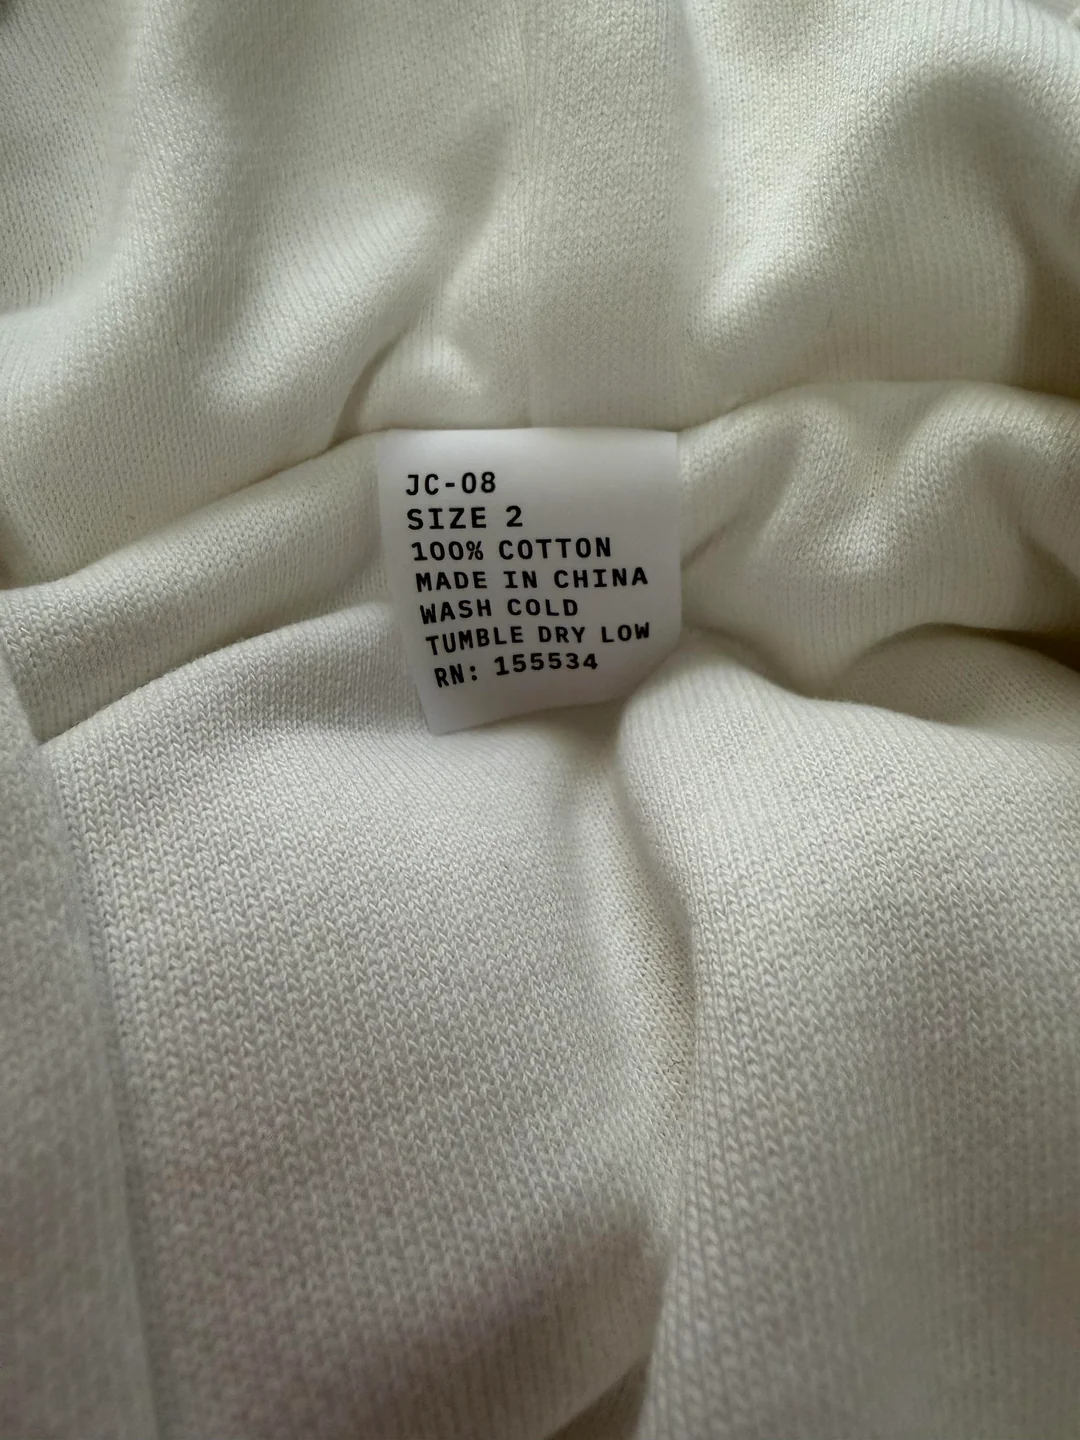 JC-08
SIZE 2
100% COTTON
MADE IN CHINA
WASH COLD
TUMBLE DRY LOW
RN: 155534